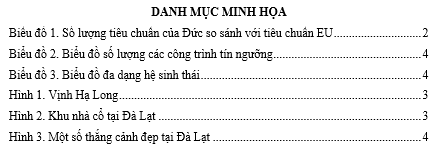 DANH MỤC MINH HỌA
Biểu đồ 1. Số lượng tiêu chuẩn của Đức so sánh với tiêu chuẩn EU.....................................2
Biểu đồ 2. Biểu đồ số lượng các công trình tín ngưỡng.....................................................4
Biểu đồ 3. Biểu đồ đa dạng hệ sinh thái............................................................................4
Hình 1. Vịnh Hạ Long........................................................................................................3
Hình 2. Khu nhà cổ tại Đà Lạt...........................................................................................3
Hình 3. Một số thắng cảnh đẹp tại Đà Lạt.........................................................................4